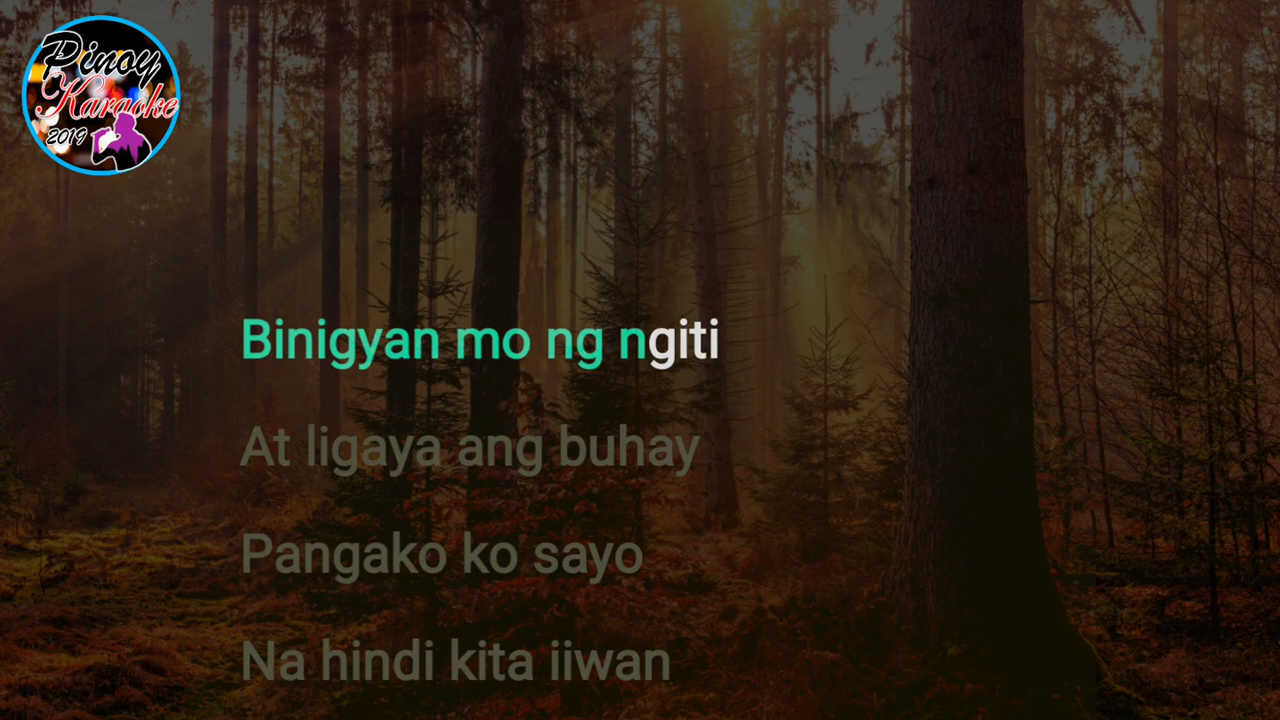 Pinoy
Karaoke
2019
Binigyan mo ng ngiti
At ligaya ang buhay
Pangako ko sayo
Na hindi kita iiwan